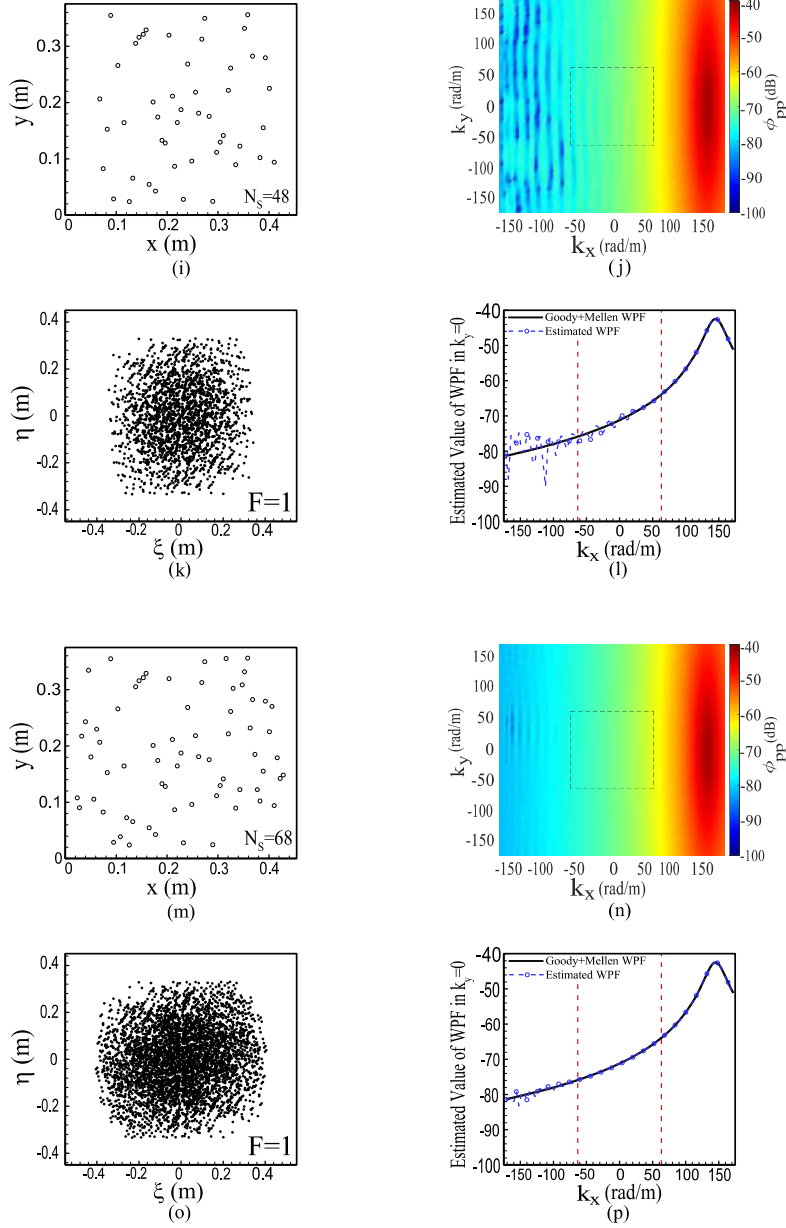 0.3
0.2
0.1
0
0 0.1 0.2 0.3 0.4
y (m)
x (m)
N_S=48
(i)
150
100
50
0
-50
-100
-150
-150 -100 -50 0 50 100 150
k_y (rad/m)
k_x (rad/m)
-40
-50
-60
-70
-80
-90
-100
ϕ_pp (dB)
(j)
0.4
0.2
0
-0.2
-0.4
-0.4 -0.2 0 0.2 0.4
η (m)
ξ (m)
F=1
(k)
-40
-50
-60
-70
-80
-90
-100
-150 -100 -50 0 50 100 150
Estimated Value of WPF in k_y=0
Goody+Mellen WPF
Estimated WPF
k_x (rad/m)
(l)
0.3
0.2
0.1
0
0 0.1 0.2 0.3 0.4
y (m)
x (m)
N_S=68
(m)
150
100
50
0
-50
-100
-150
-150 -100 -50 0 50 100 150
k_y (rad/m)
k_x (rad/m)
-40
-50
-60
-70
-80
-90
-100
ϕ_pp (dB)
(n)
0.4
0.2
0
-0.2
-0.4
-0.4 -0.2 0 0.2 0.4
η (m)
ξ (m)
F=1
(o)
-40
-50
-60
-70
-80
-90
-100
-150 -100 -50 0 50 100 150
Estimated Value of WPF in k_y=0
Goody+Mellen WPF
Estimated WPF
k_x (rad/m)
(p)